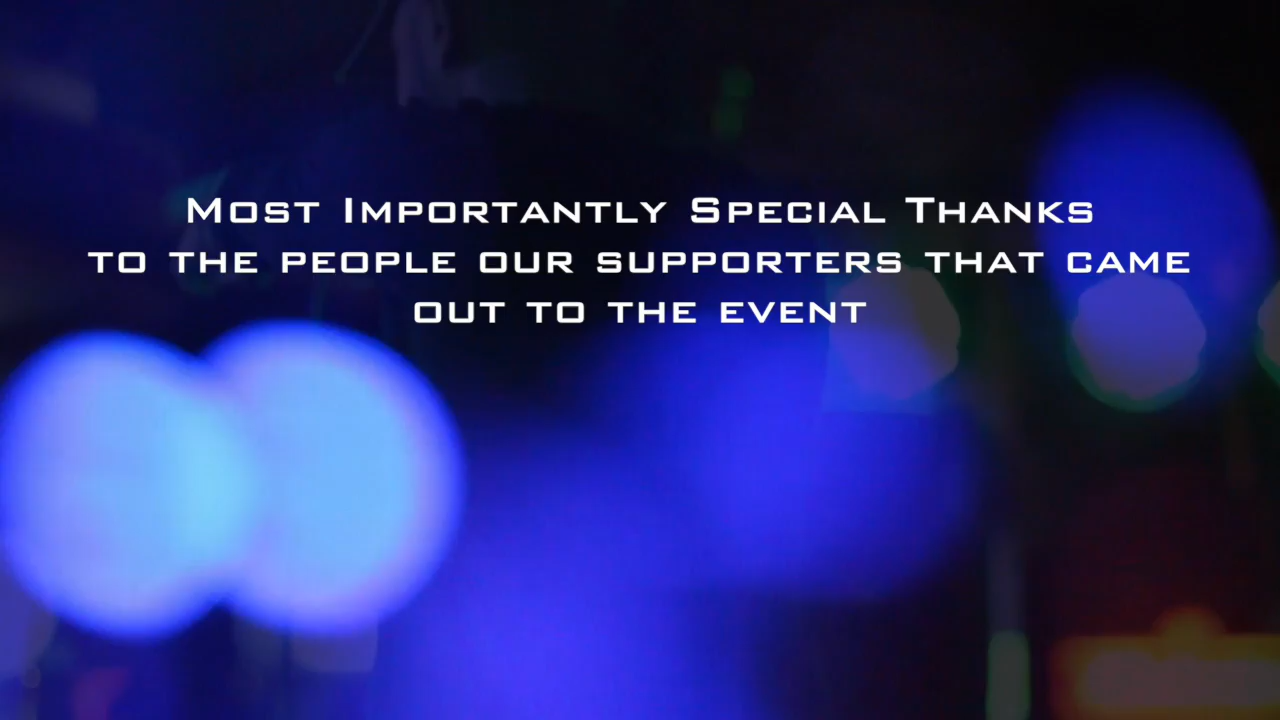 Most Importantly Special Thanks
to the people our supporters that came
out to the event